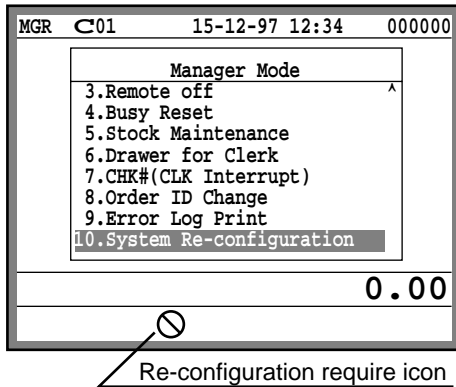 MGR C01 15-12-97 12:34 000000
Manager Mode
3.Remote off ^
4.Busy Reset
5.Stock Maintenance
6.Drawer for Clerk
7.CHK#(CLK Interrupt)
8.Order ID Change
9.Error Log Print
10.System Re-configuration
0.00
Re-configuration require icon